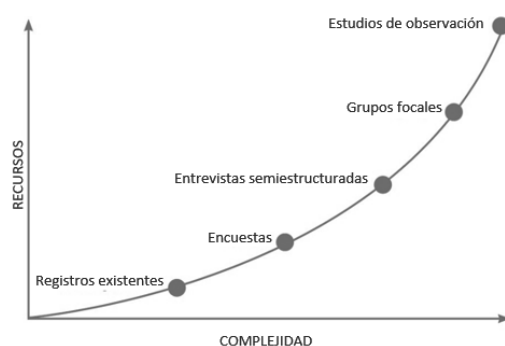 Estudios de observación
Grupos focales
Entrevistas semiestructuradas
Encuestas
Registros existentes
RECURSOS
COMPLEJIDAD